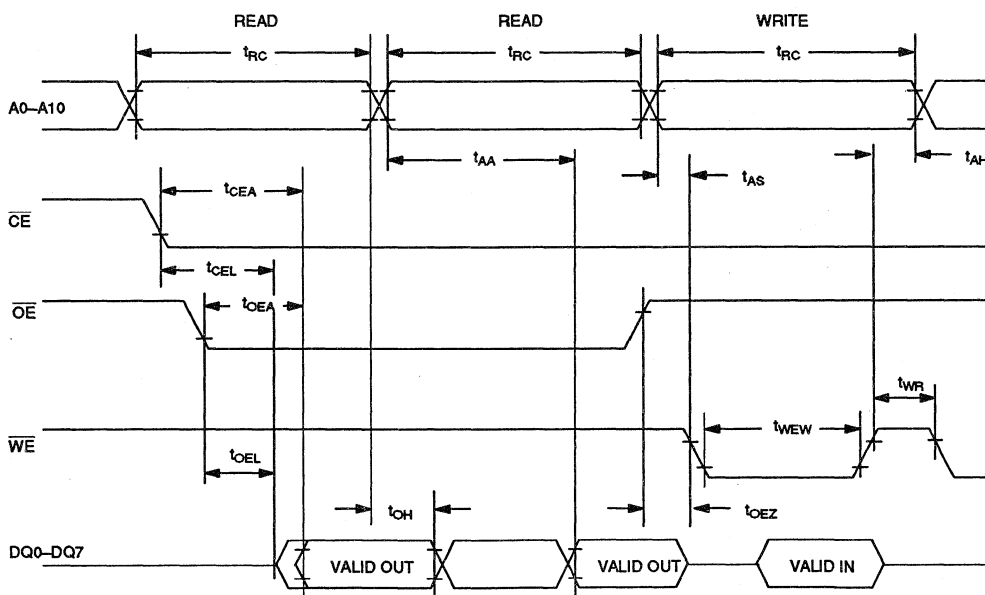 READ READ WRITE
tRC tRC tRC
A0–A10
tAA tAH
tCEA tAS
CE
tCEL
OE tOEA
tWR
WE tWEW
tOEL
tOH tOEZ
DQ0–DQ7 VALID OUT VALID OUT VALID IN